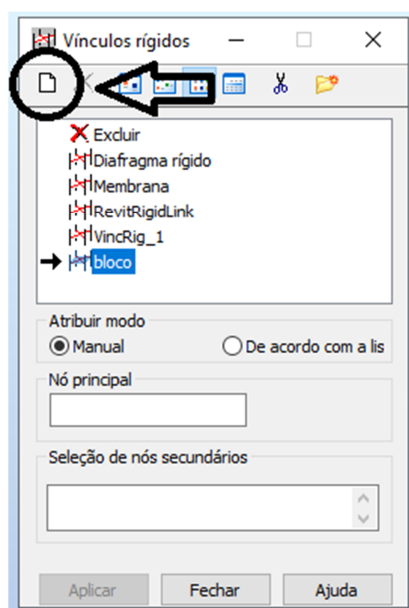 Vínculos rígidos
Excluir
Diafragma rígido
Membrana
RevitRigidLink
VincRig_1
bloco
Atribuir modo
Manual
De acordo com a lis
Nó principal
Seleção de nós secundários
Aplicar
Fechar
Ajuda